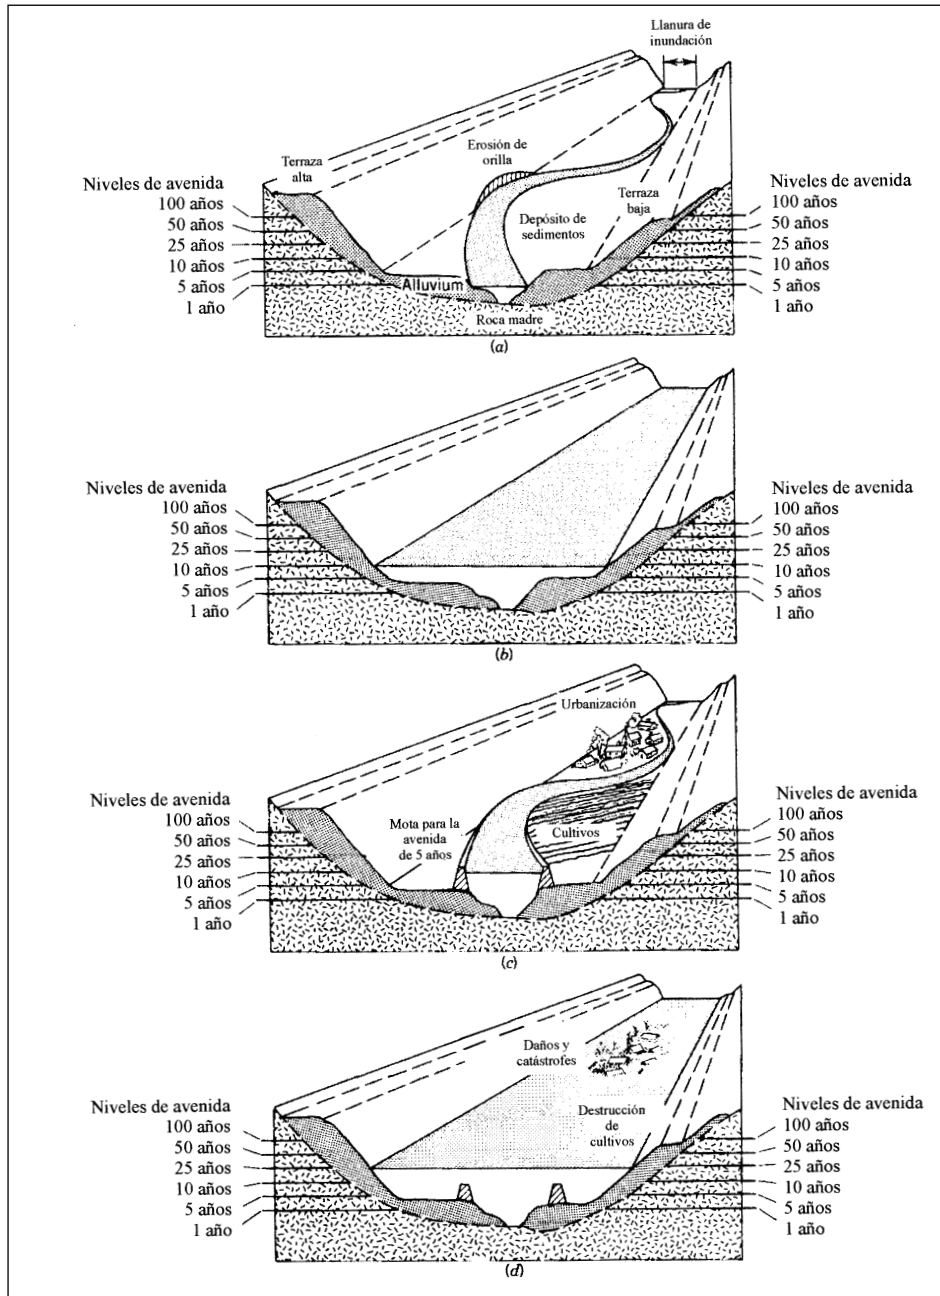 Llanura de
inundación
Erosión de
orilla
Terraza
alta
Niveles de avenida
100 años
50 años
25 años
10 años
5 años
1 año
Terraza
baja
Depósito de
sedimentos
Niveles de avenida
100 años
50 años
25 años
10 años
5 años
1 año
Alluvium
Roca madre
(a)
Niveles de avenida
100 años
50 años
25 años
10 años
5 años
1 año
Niveles de avenida
100 años
50 años
25 años
10 años
5 años
1 año
(b)
Urbanización
Niveles de avenida
100 años
50 años
25 años
10 años
5 años
1 año
Mota para la
avenida
de 5 años
Cultivos
Niveles de avenida
100 años
50 años
25 años
10 años
5 años
1 año
(c)
Daños y
catástrofes
Destrucción
de
cultivos
Niveles de avenida
100 años
50 años
25 años
10 años
5 años
1 año
Niveles de avenida
100 años
50 años
25 años
10 años
5 años
1 año
(d)